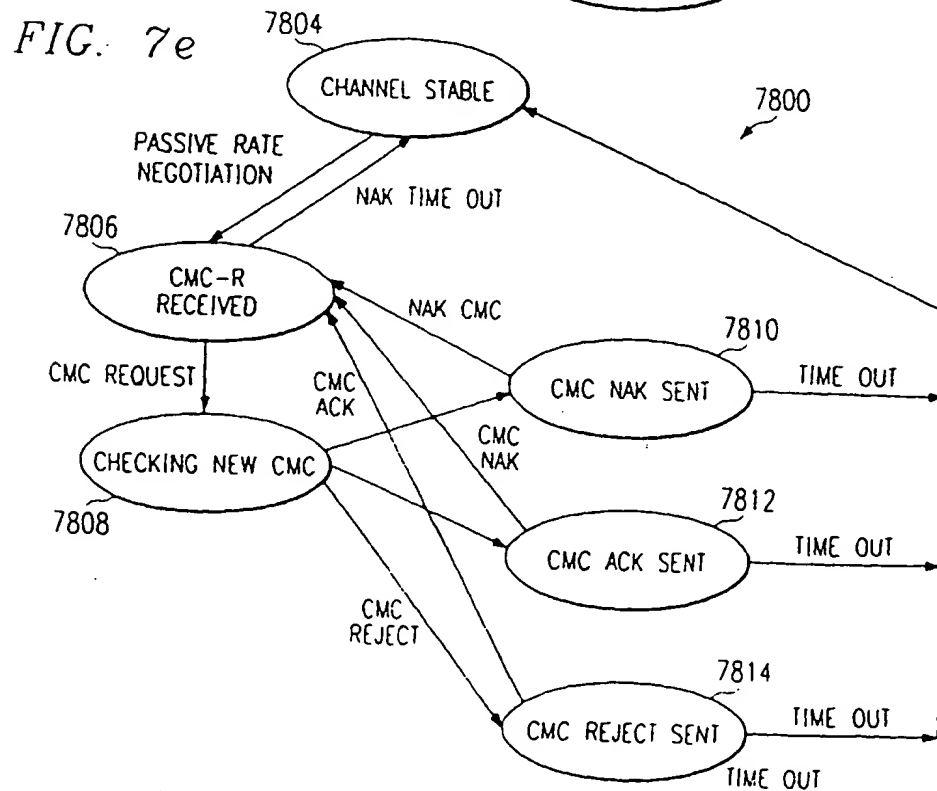 FIG. 7e
7804
CHANNEL STABLE
7800
PASSIVE RATE
NEGOTIATION
NAK TIME OUT
7806
CMC-R
RECEIVED
NAK CMC
7810
CMC REQUEST
CMC
ACK
CMC NAK SENT
TIME OUT
CMC
NAK
CHECKING NEW CMC
7808
7812
CMC ACK SENT
TIME OUT
CMC
REJECT
7814
CMC REJECT SENT
TIME OUT
TIME OUT